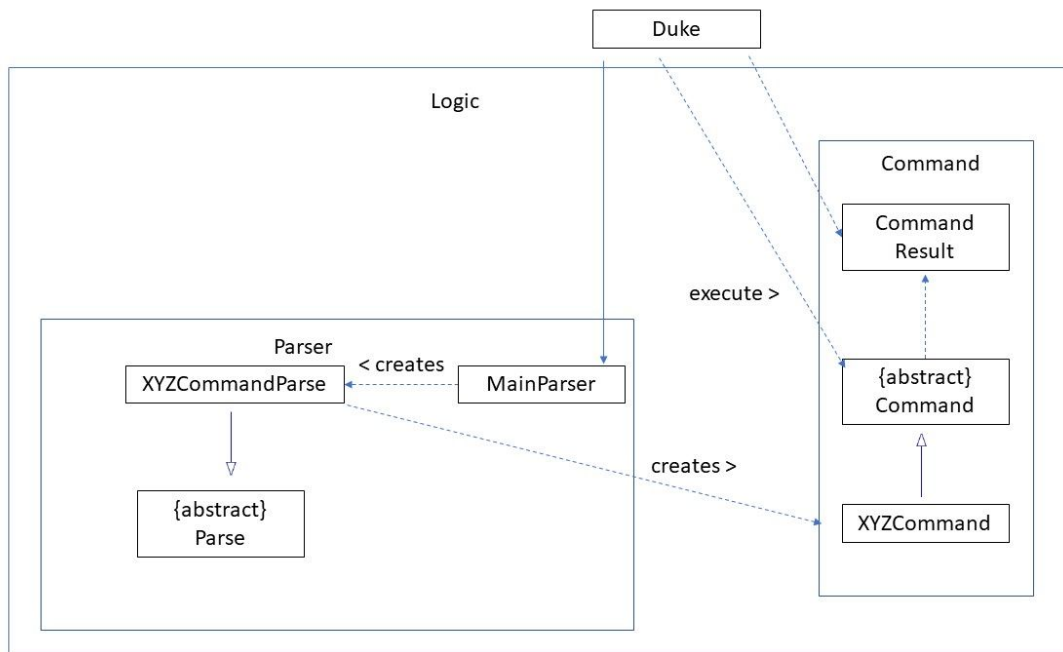 Duke
Logic
Command
Command
Result
execute >
Parser
< creates
XYZCommandParse
MainParser
{abstract}
Command
creates >
{abstract}
Parse
XYZCommand